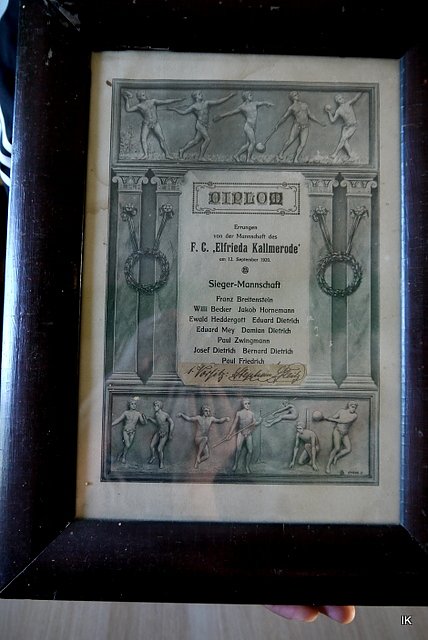 DIPLOM
Errungen
von der Mannschaft des
F. C. „Elfrieda Kallmerode"
am 12. September 1920.
Sieger-Mannschaft
Franz Breitenstein
Willi Becker Jakob Hornemann
Ewald Heddergott Eduard Dietrich
Eduard Mey Damian Dietrich
Paul Zwingmann
Josef Dietrich Bernard Dietrich
Paul Friedrich
IK